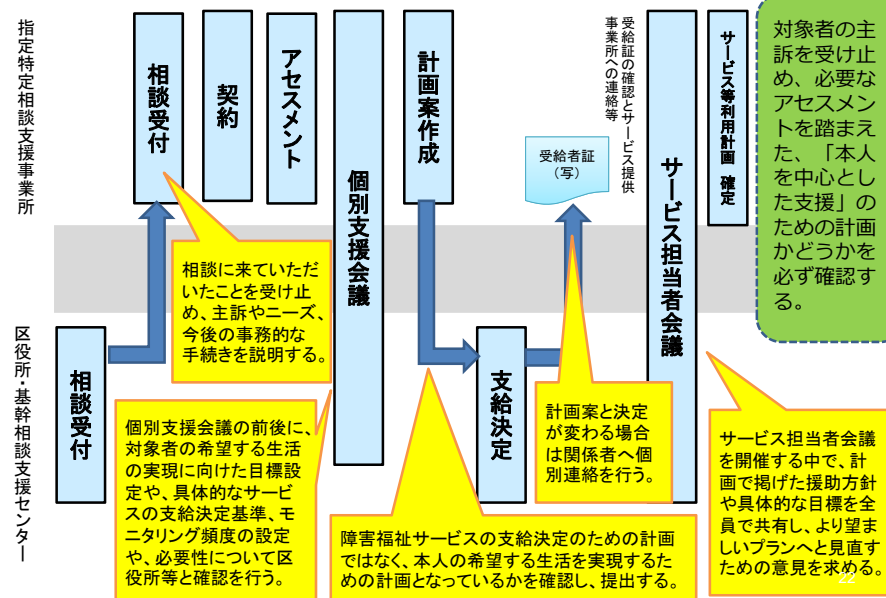 指定特定相談支援事業所
相談受付
契約
アセスメント
個別支援会議
計画案作成
受給証の確認とサービス提供
事業所への連絡等
受給者証
（写）
サービス担当者会議
サービス等利用計画 確定
対象者の主
訴を受け止
め、必要な
アセスメン
トを踏まえ
た、「本人
を中心とし
た支援」の
ための計画
かどうかを
必ず確認す
る。
相談に来ていただ
いたことを受け止
め、主訴やニーズ、
今後の事務的な
手続きを説明する。
区役所・基幹相談支援センター
相談受付
支給決定
個別支援会議の前後に、
対象者の希望する生活
の実現に向けた目標設
定や、具体的なサービ
スの支給決定基準、モ
ニタリング頻度の設定
や、必要性について区
役所等と確認を行う。
障害福祉サービスの支給決定のための計画
ではなく、本人の希望する生活を実現するた
めの計画となっているかを確認し、提出する。
計画案と決定
が変わる場合
は関係者へ個
別連絡を行う。
サービス担当者会議
を開催する中で、計
画で掲げた援助方針
や具体的な目標を全
員で共有し、より望ま
しいプランへと見直す
ための意見を求める。
22